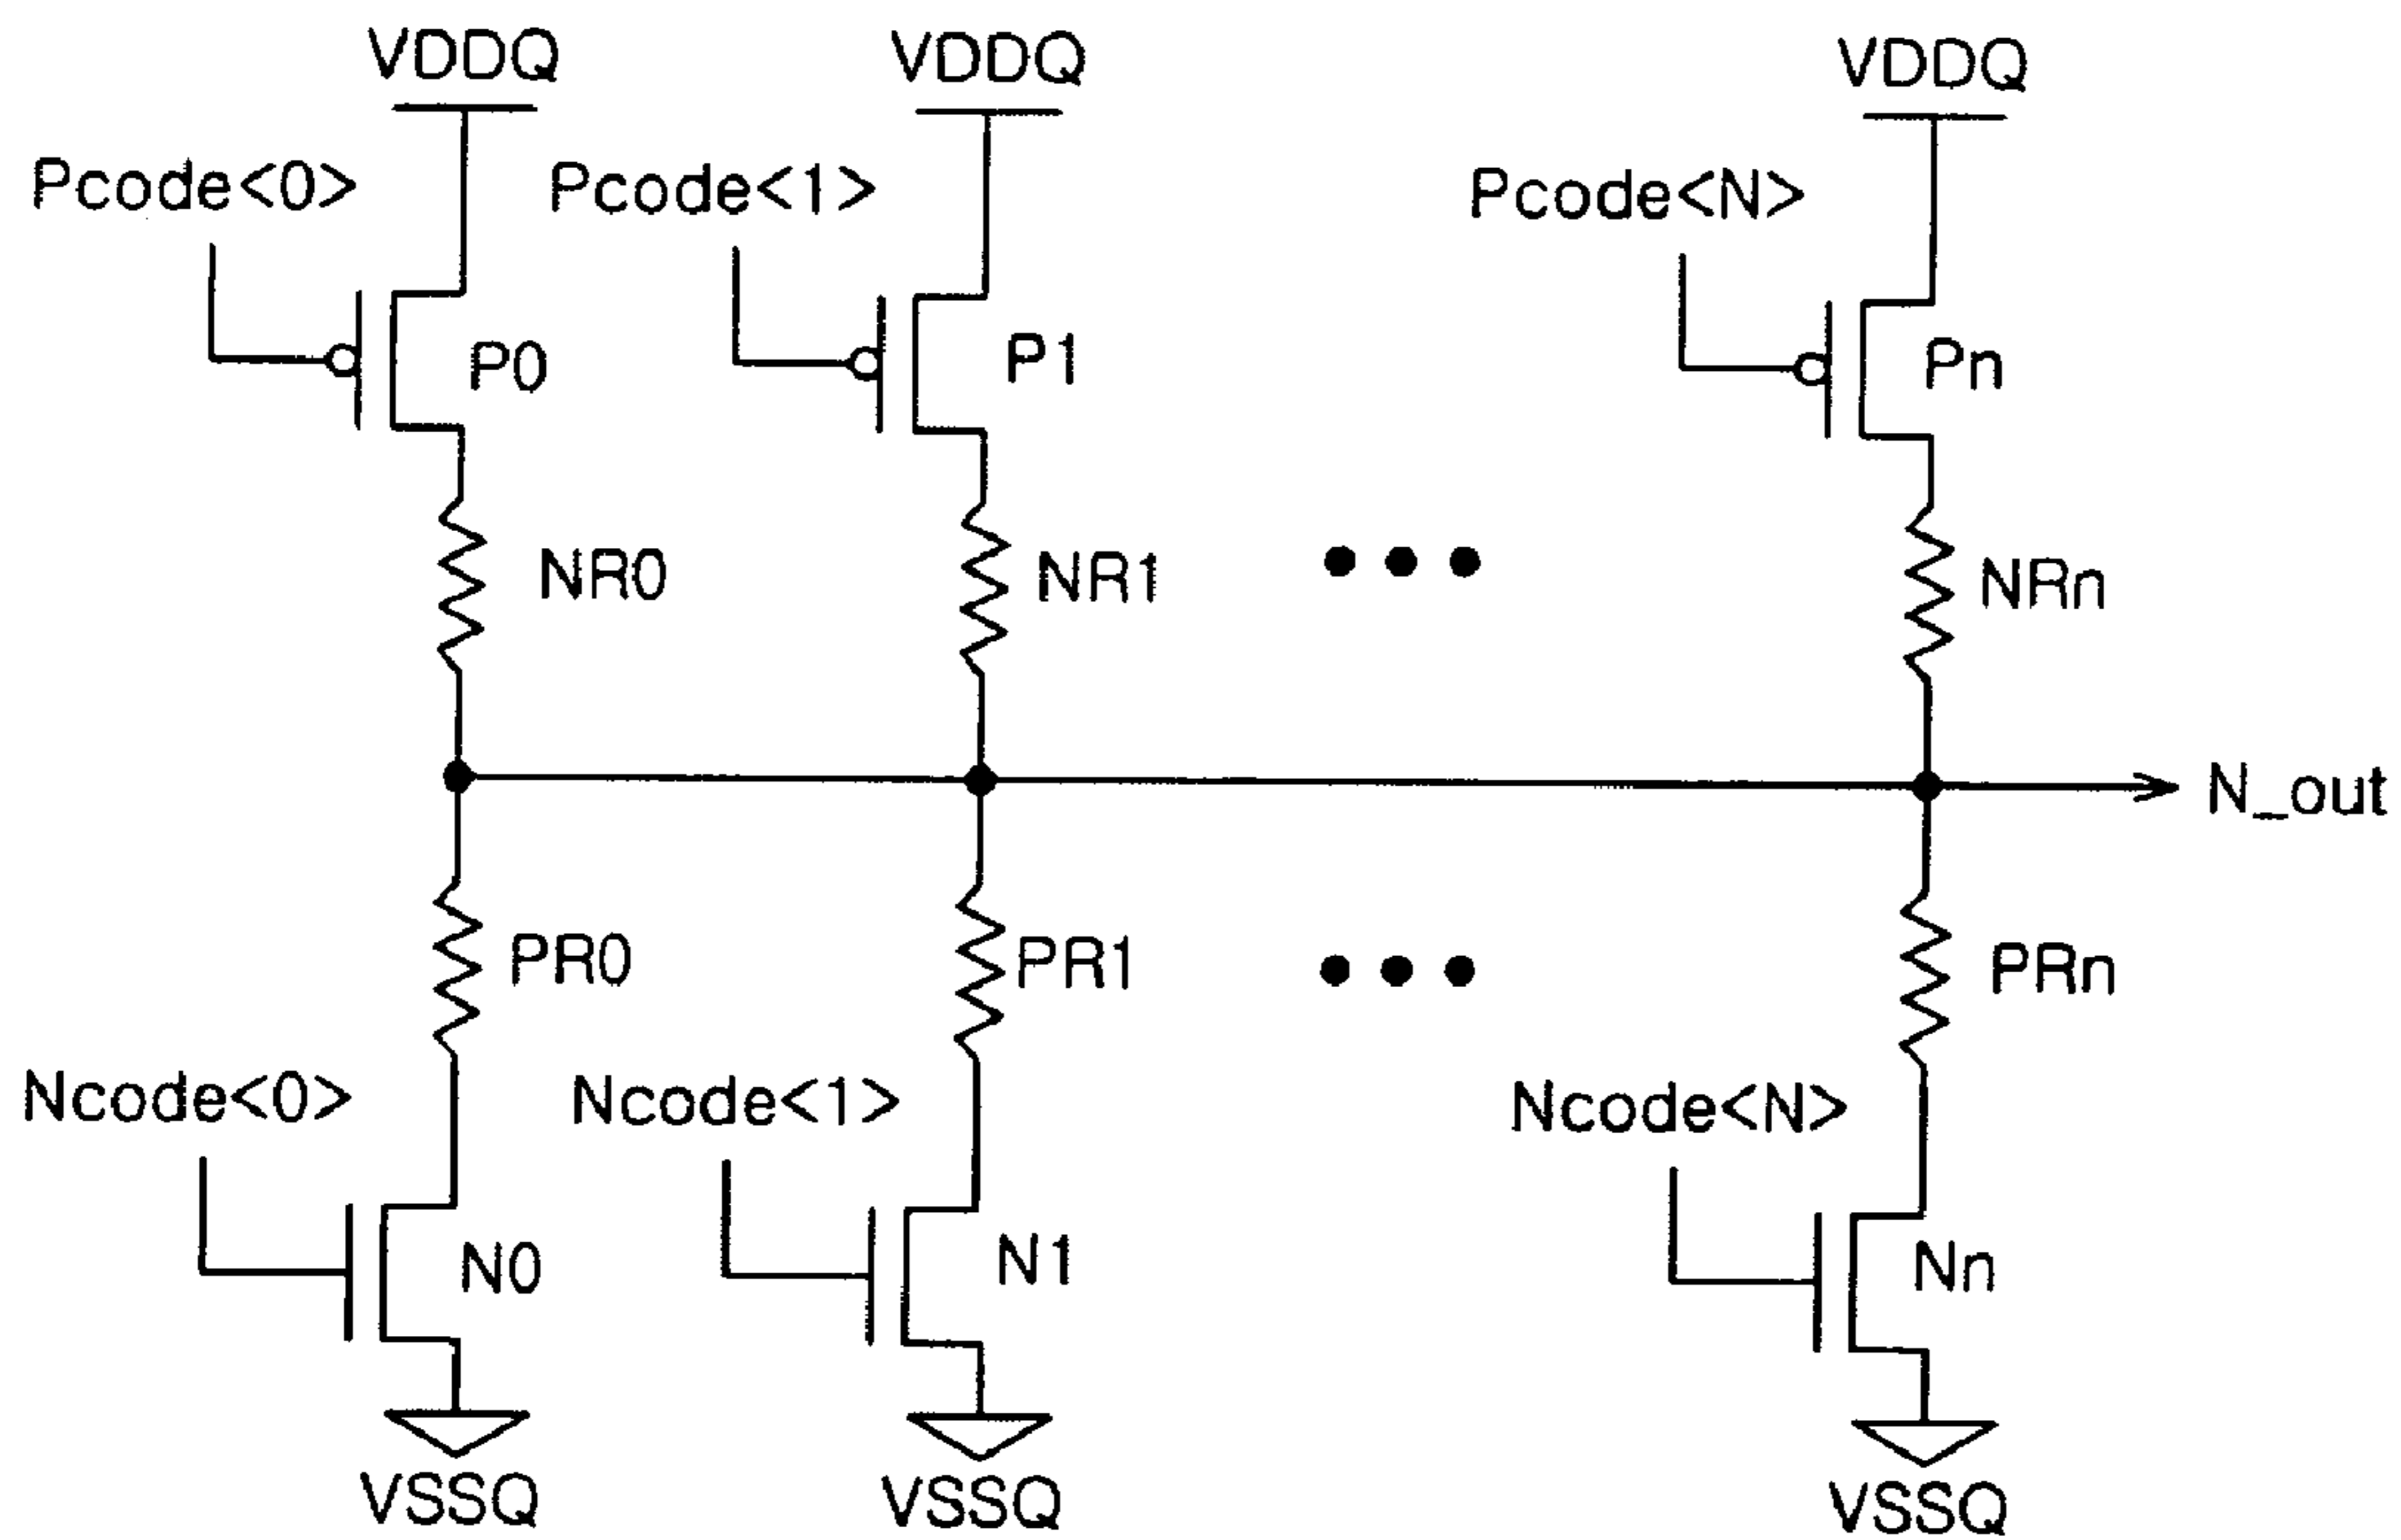 VDDQ VDDQ VDDQ
Pcode<0> Pcode<1> Pcode<N>
P0 P1 Pn
NR0 NR1 NRn
N_out
PR0 PR1 PRn
Ncode<0> Ncode<1> Ncode<N>
N0 N1 Nn
VSSQ VSSQ VSSQ